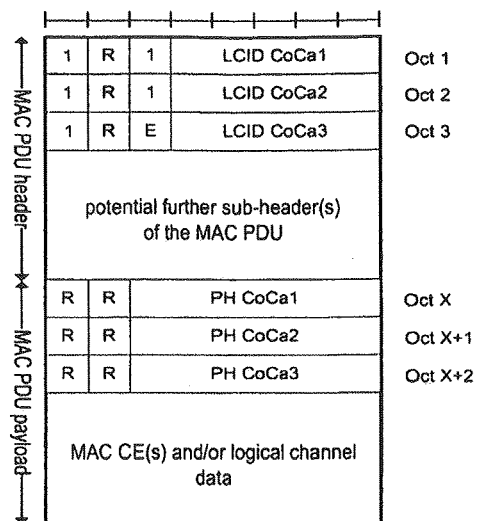 1 R 1 LCID CoCa1 Oct 1
1 R 1 LCID CoCa2 Oct 2
1 R E LCID CoCa3 Oct 3
MAC PDU header
potential further sub-header(s)
of the MAC PDU
R R PH CoCa1 Oct X
R R PH CoCa2 Oct X+1
R R PH CoCa3 Oct X+2
MAC PDU payload
MAC CE(s) and/or logical channel
data